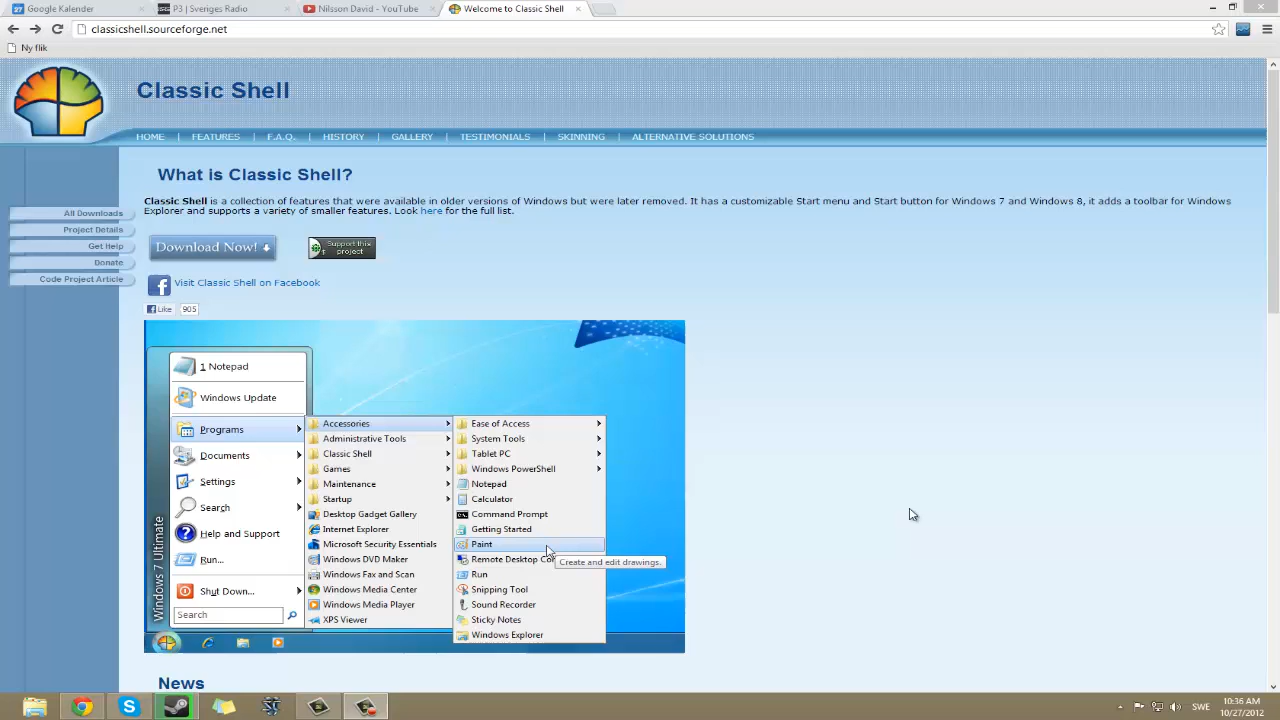 Google Kalender
P3 | Sveriges Radio
Nilsson David - YouTube
Welcome to Classic Shell
classicshell.sourceforge.net
Ny flik
Classic Shell
HOME | FEATURES | F.A.Q. | HISTORY | GALLERY | TESTIMONIALS | SKINNING | ALTERNATIVE SOLUTIONS
What is Classic Shell?
Classic Shell is a collection of features that were available in older versions of Windows but were later removed. It has a customizable Start menu and Start button for Windows 7 and Windows 8, it adds a toolbar for Windows
Explorer and supports a variety of smaller features. Look here for the full list.
All Downloads
Project Details
Get Help
Donate
Code Project Article
Download Now!
Support this
project
Visit Classic Shell on Facebook
Like 905
1 Notepad
Windows Update
Programs
Documents
Settings
Search
Help and Support
Run...
Shut Down...
Search
Windows 7 Ultimate
Accessories
Administrative Tools
Classic Shell
Games
Maintenance
Startup
Desktop Gadget Gallery
Internet Explorer
Microsoft Security Essentials
Windows DVD Maker
Windows Fax and Scan
Windows Media Center
Windows Media Player
XPS Viewer
Ease of Access
System Tools
Tablet PC
Windows PowerShell
Notepad
Calculator
Command Prompt
Getting Started
Paint
Remote Desktop Co
Create and edit drawings.
Run
Snipping Tool
Sound Recorder
Sticky Notes
Windows Explorer
News
SWE
10:36 AM
10/27/2012